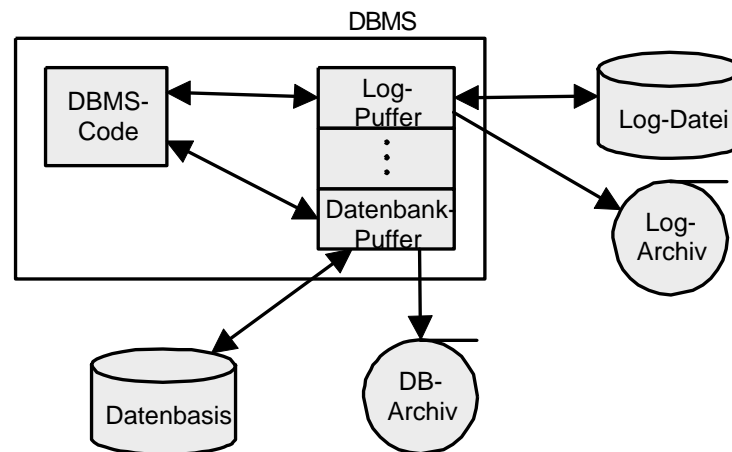 DBMS
DBMS-
Code
Log-
Puffer
Datenbank-
Puffer
Log-Datei
Log-
Archiv
Datenbasis
DB-
Archiv